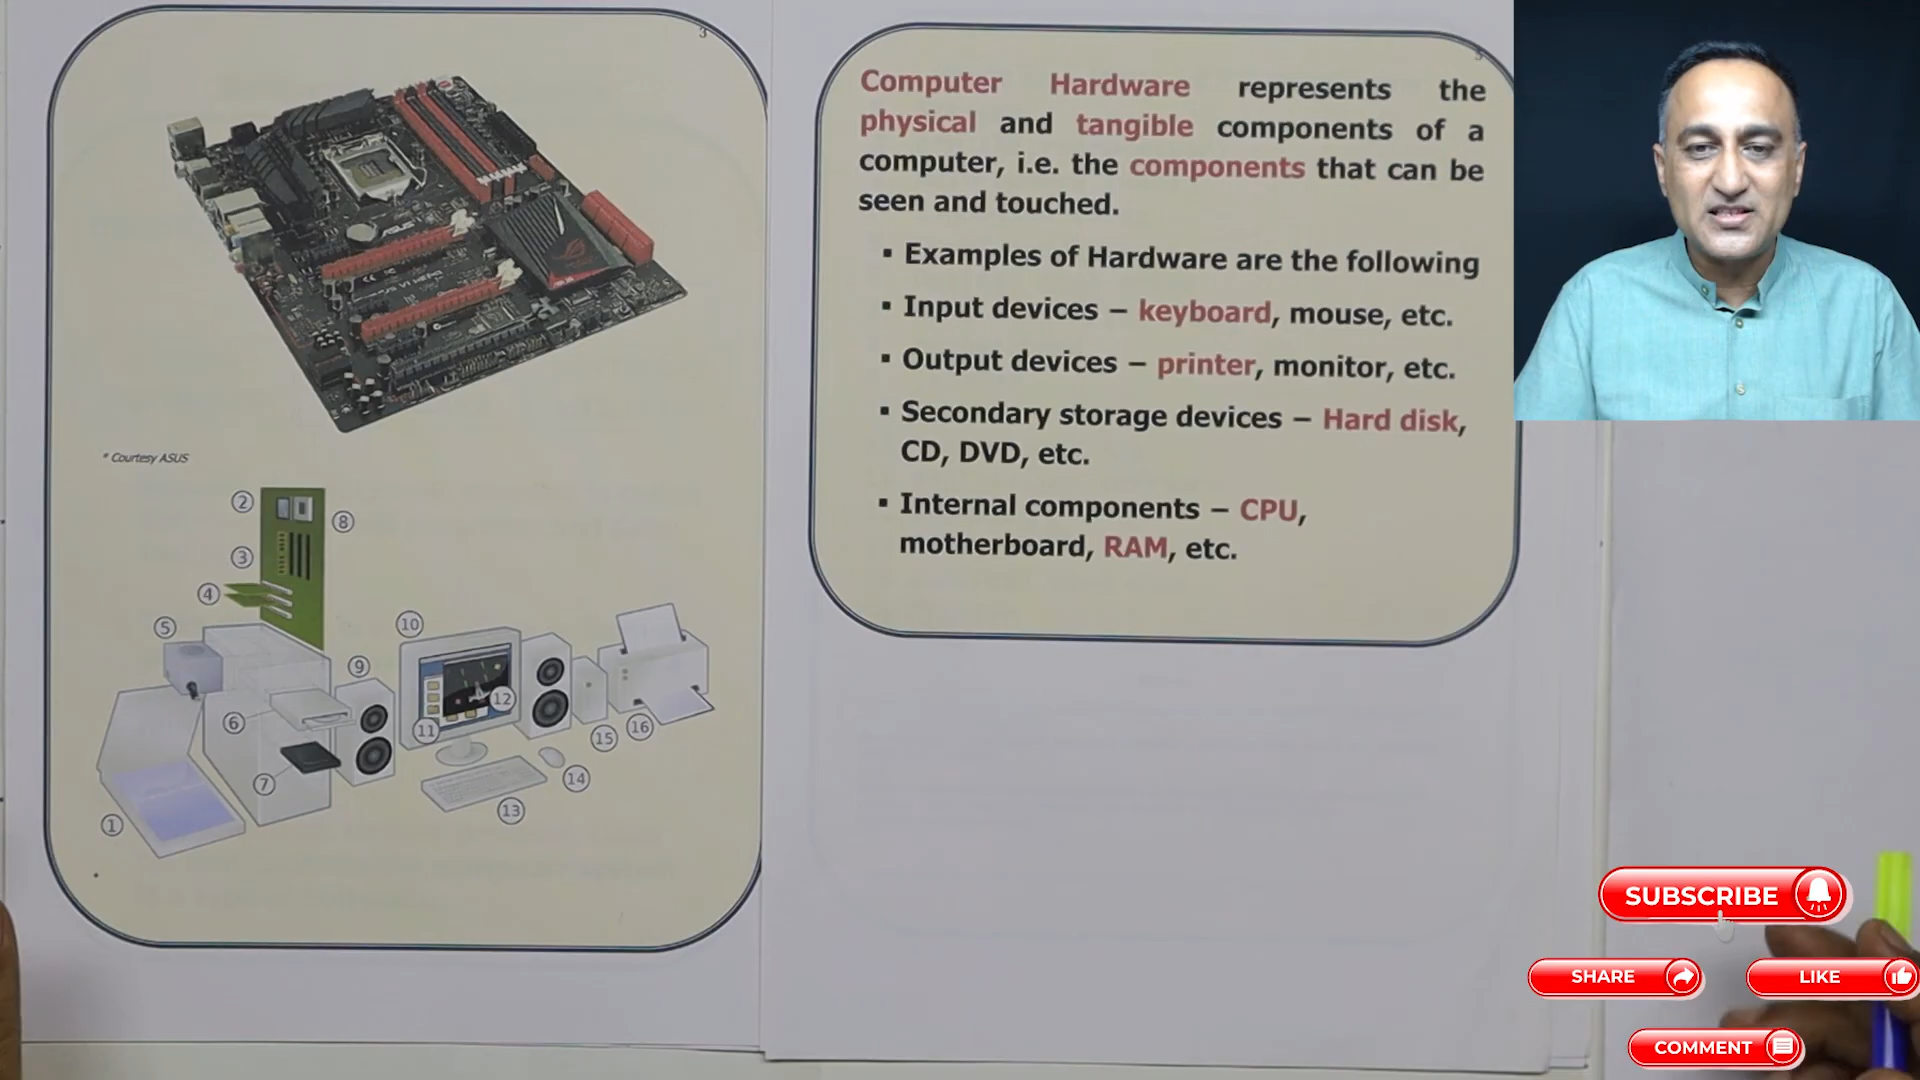 3
ASUS
* Courtesy ASUS
2
8
3
4
5
10
9
6
12
11
15
16
7
14
13
1
3
Computer Hardware represents the
physical and tangible components of a
computer, i.e. the components that can be
seen and touched.
▪ Examples of Hardware are the following
▪ Input devices – keyboard, mouse, etc.
▪ Output devices – printer, monitor, etc.
▪ Secondary storage devices – Hard disk,
CD, DVD, etc.
▪ Internal components – CPU,
motherboard, RAM, etc.
SUBSCRIBE
SHARE
LIKE
COMMENT